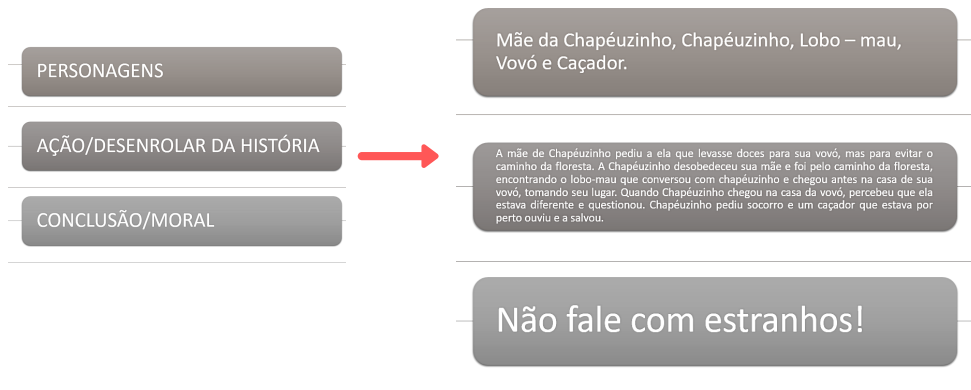 PERSONAGENS
AÇÃO/DESENROLAR DA HISTÓRIA
CONCLUSÃO/MORAL
Mãe da Chapéuzinho, Chapéuzinho, Lobo – mau,
Vovó e Caçador.
A mãe de Chapéuzinho pediu a ela que levasse doces para sua vovó, mas para evitar o
caminho da floresta. A Chapéuzinho desobedeceu sua mãe e foi pelo caminho da floresta,
encontrando o lobo-mau que conversou com chapéuzinho e chegou antes na casa de sua
vovó, tomando seu lugar. Quando Chapéuzinho chegou na casa da vovó, percebeu que ela
estava diferente e questionou. Chapéuzinho pediu socorro e um caçador que estava por
perto ouviu e a salvou.
Não fale com estranhos!